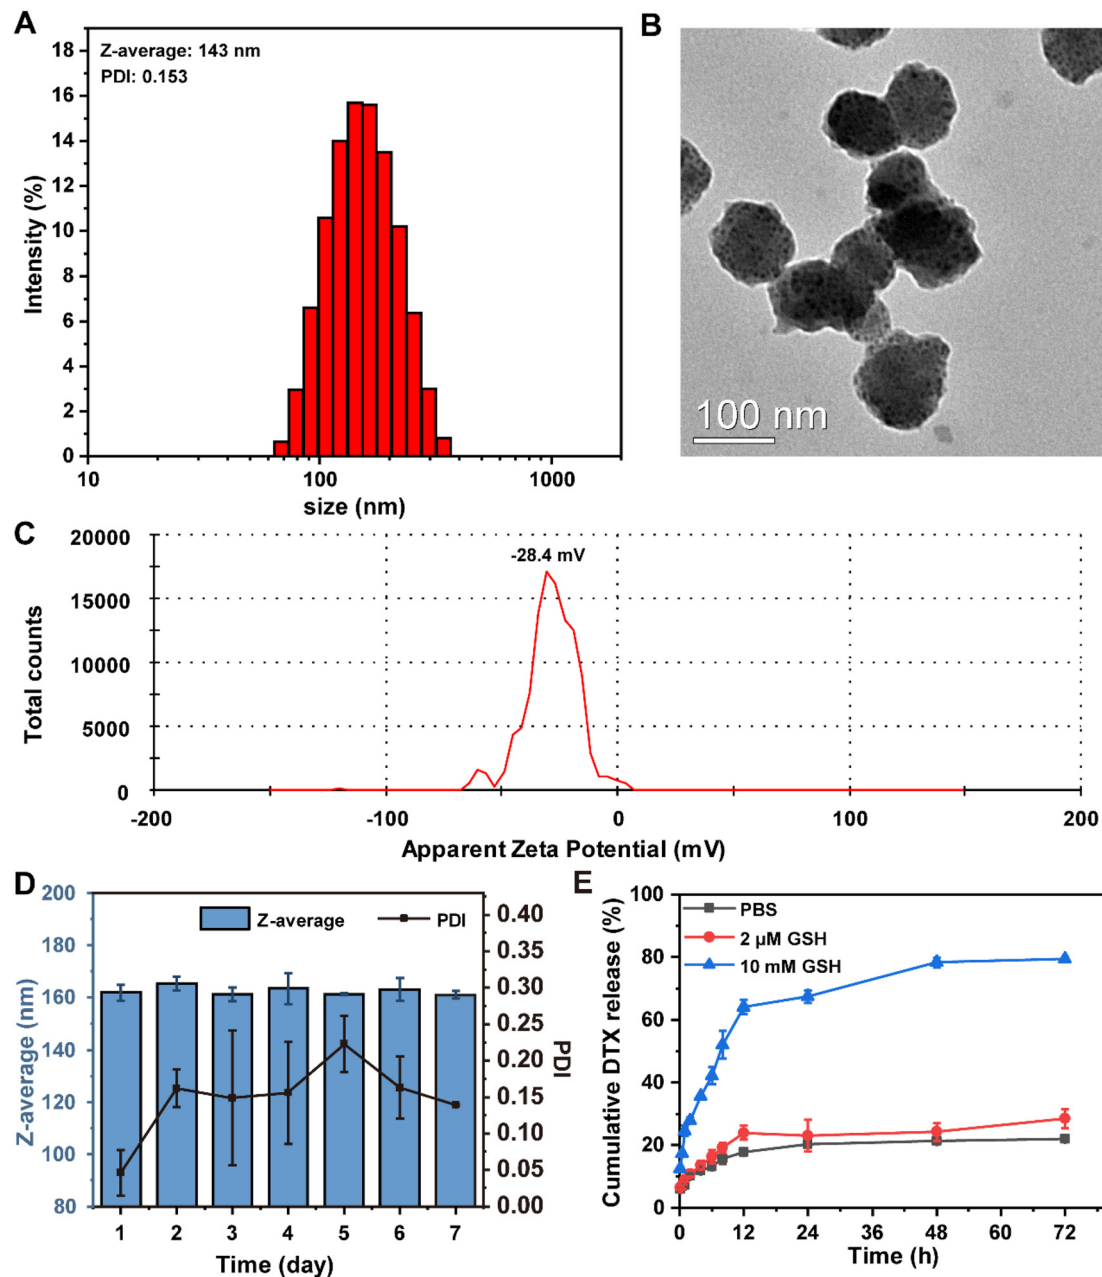 A
Z-average: 143 nm
PDI: 0.153
18
16
14
12
10
8
6
4
2
0
Intensity (%)
10 100 1000
size (nm)
B
100 nm
C
-28.4 mV
20000
15000
10000
5000
0
Total counts
-200 -100 0 100 200
Apparent Zeta Potential (mV)
D
Z-average PDI
200
180
160
140
120
100
80
Z-average (nm)
0.40
0.35
0.30
0.25
0.20
0.15
0.10
0.05
0.00
PDI
1 2 3 4 5 6 7
Time (day)
E
PBS
2 μM GSH
10 mM GSH
100
80
60
40
20
0
Cumulative DTX release (%)
0 12 24 36 48 60 72
Time (h)